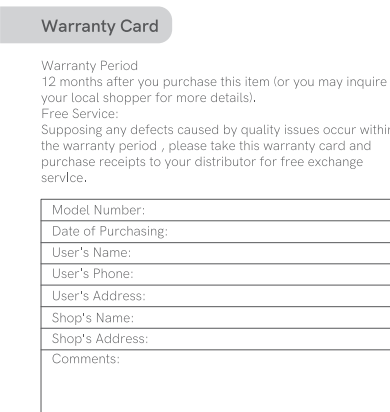 Warranty Card
Warranty Period
12 months after you purchase this item (or you may inquire
your local shopper for more details).
Free Service:
Supposing any defects caused by quality issues occur within
the warranty period , please take this warranty card and
purchase receipts to your distributor for free exchange
service.
Model Number:
Date of Purchasing:
User's Name:
User's Phone:
User's Address:
Shop's Name:
Shop's Address:
Comments: